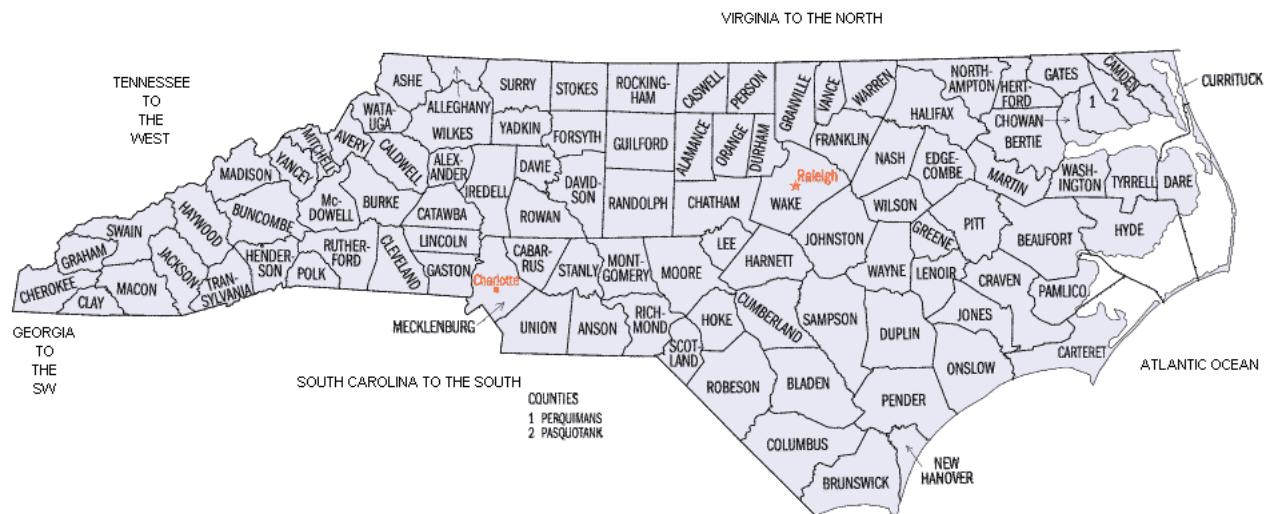 VIRGINIA TO THE NORTH
TENNESSEE
TO
THE
WEST
GEORGIA
TO
THE
SW
SOUTH CAROLINA TO THE SOUTH
ATLANTIC OCEAN
ASHE
ALLEGHANY
SURRY
STOKES
ROCKING-
HAM
CASWELL
PERSON
GRANVILLE
VANCE
WARREN
NORTH-
AMPTON
HERT-
FORD
GATES
CAMDEN
CURRITUCK
1
2
WATA-
UGA
WILKES
YADKIN
FORSYTH
GUILFORD
ALAMANCE
ORANGE
DURHAM
FRANKLIN
HALIFAX
CHOWAN
BERTIE
MITCHELL
AVERY
YANCEY
CALDWELL
ALEX-
ANDER
IREDELL
DAVIE
DAVID-
SON
RANDOLPH
CHATHAM
Raleigh
WAKE
NASH
EDGE-
COMBE
MARTIN
WASH-
INGTON
TYRRELL
DARE
MADISON
BUNCOMBE
Mc-
DOWELL
BURKE
CATAWBA
ROWAN
WILSON
PITT
BEAUFORT
HYDE
SWAIN
HAYWOOD
GRAHAM
JACKSON
HENDER-
SON
POLK
RUTHER-
FORD
CLEVELAND
LINCOLN
GASTON
CABAR-
RUS
STANLY
MONT-
GOMERY
MOORE
LEE
HARNETT
JOHNSTON
GREENE
WAYNE
LENOIR
CRAVEN
PAMLICO
CHEROKEE
CLAY
MACON
TRAN-
SYLVANIA
Charlotte
MECKLENBURG
UNION
ANSON
RICH-
MOND
SCOT-
LAND
HOKE
CUMBERLAND
SAMPSON
DUPLIN
JONES
CARTERET
ONSLOW
ROBESON
BLADEN
PENDER
COLUMBUS
BRUNSWICK
NEW
HANOVER
COUNTIES
1 PERQUIMANS
2 PASQUOTANK